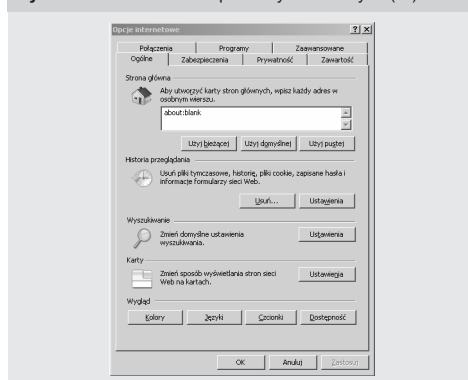 Opcje internetowe
Połączenia Programy Zaawansowane
Ogólne Zabezpieczenia Prywatność Zawartość
Strona główna
Aby utworzyć karty stron głównych, wpisz każdy adres w
osobnym wierszu.
about:blank
Użyj bieżącej Użyj domyślnej Użyj pustej
Historia przeglądania
Usuń pliki tymczasowe, historię, pliki cookie, zapisane hasła i
informacje formularzy sieci Web.
Usuń... Ustawienia
Wyszukiwanie
Zmień domyślne ustawienia
wyszukiwania.
Ustawienia
Karty
Zmień sposób wyświetlania stron sieci
Web na kartach.
Ustawienia
Wygląd
Kolory Języki Czcionki Dostępność
OK Anuluj Zastosuj